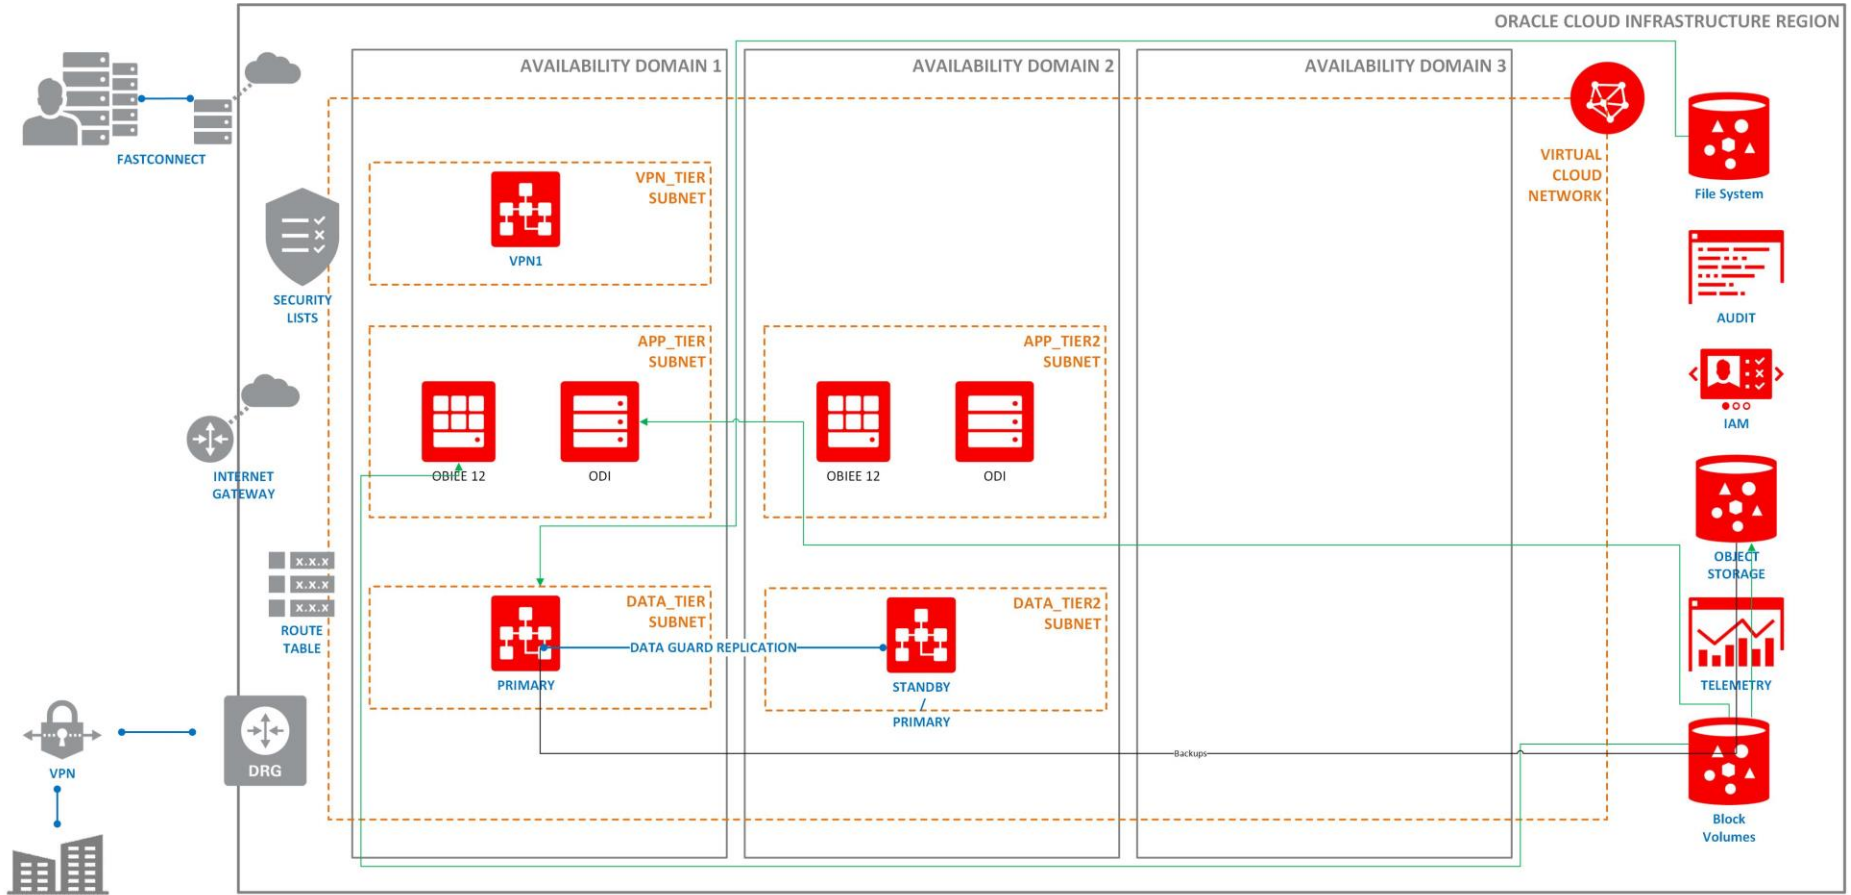 ORACLE CLOUD INFRASTRUCTURE REGION
AVAILABILITY DOMAIN 1
AVAILABILITY DOMAIN 2
AVAILABILITY DOMAIN 3
FASTCONNECT
VIRTUAL
CLOUD
NETWORK
File System
VPN_TIER
SUBNET
VPN1
SECURITY
LISTS
AUDIT
APP_TIER
SUBNET
OBIEE 12
ODI
APP_TIER2
SUBNET
OBIEE 12
ODI
IAM
INTERNET
GATEWAY
OBJECT
STORAGE
X.X.X
X.X.X
X.X.X
ROUTE
TABLE
DATA_TIER
SUBNET
PRIMARY
DATA GUARD REPLICATION
DATA_TIER2
SUBNET
STANDBY
/
PRIMARY
TELEMETRY
VPN
DRG
Backups
Block
Volumes